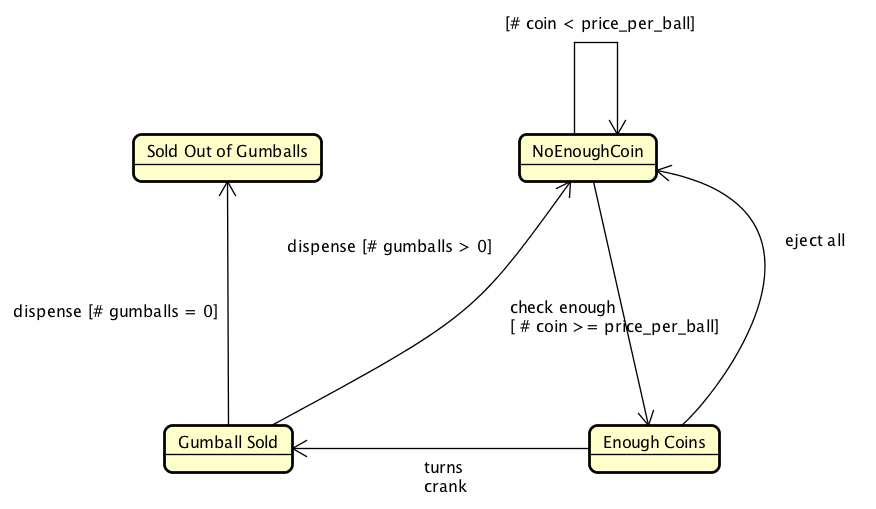 [# coin < price_per_ball]
Sold Out of Gumballs
NoEnoughCoin
dispense [# gumballs > 0]
eject all
dispense [# gumballs = 0]
check enough
[ # coin >= price_per_ball]
Gumball Sold
Enough Coins
turns
crank